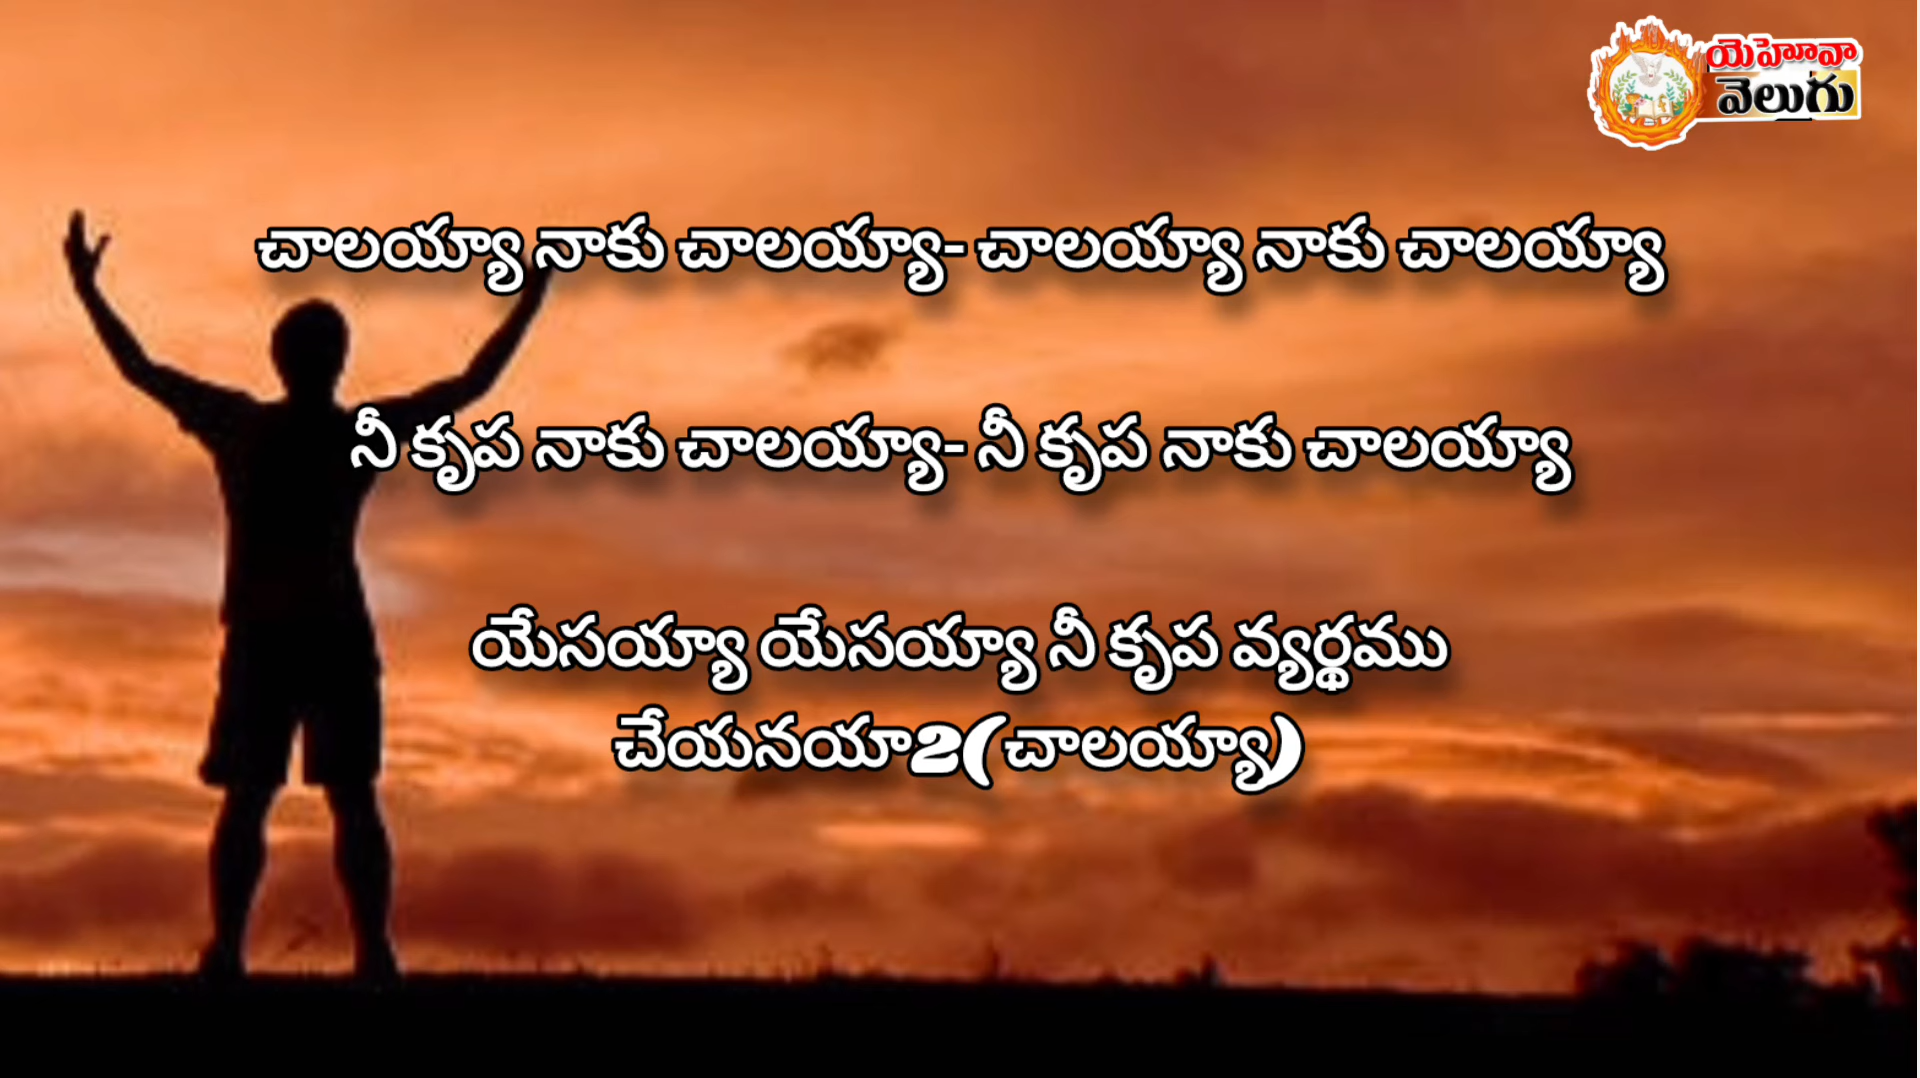 యెహెూవా
వెలుగు
చాలయ్యా నాకు చాలయ్యా- చాలయ్యా నాకు చాలయ్యా
నీ కృప నాకు చాలయ్యా- నీ కృప నాకు చాలయ్యా
యేసయ్యా యేసయ్యా నీ కృప వ్యర్థము
చేయనయా2(చాలయ్యా)